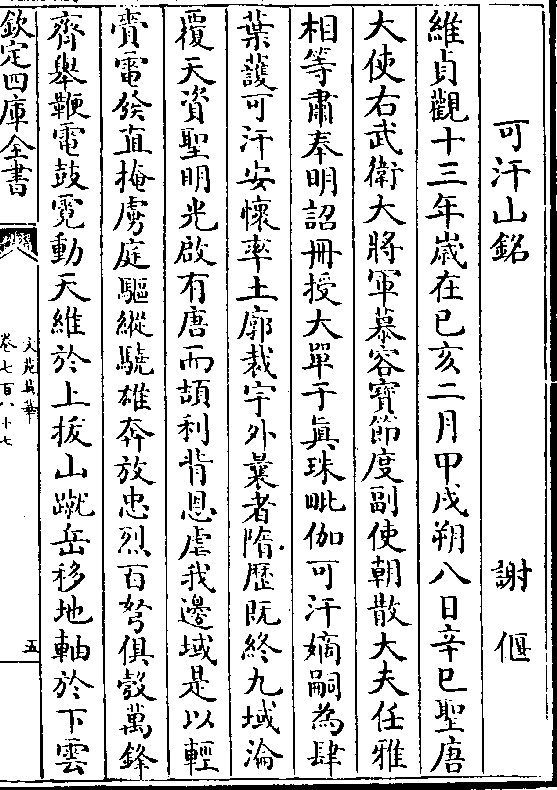 可汗山銘　謝偃
維貞觀十三年歲在已亥二月甲戌朔八日辛巳聖唐
大使右武衛大將軍慕容寶節度副使朝散大夫任雅
相等肅奉明詔冊授大單于眞珠毗伽可汗嫡嗣為肆
葉䕶可汗安懷率土廓裁宇外曩者隋歷既終九域淪
覆天資聖明光啟有唐而頡利背恩虐我邊域是以輕
賫雷發直掩虜庭驅縱驍雄奔放忠烈百弩俱彀萬鋒
齊舉鞭電鼓霓動天維於上拔山蹴岳移地軸於下雲
欽定四庫全書
文苑英華
卷七百八十七
五